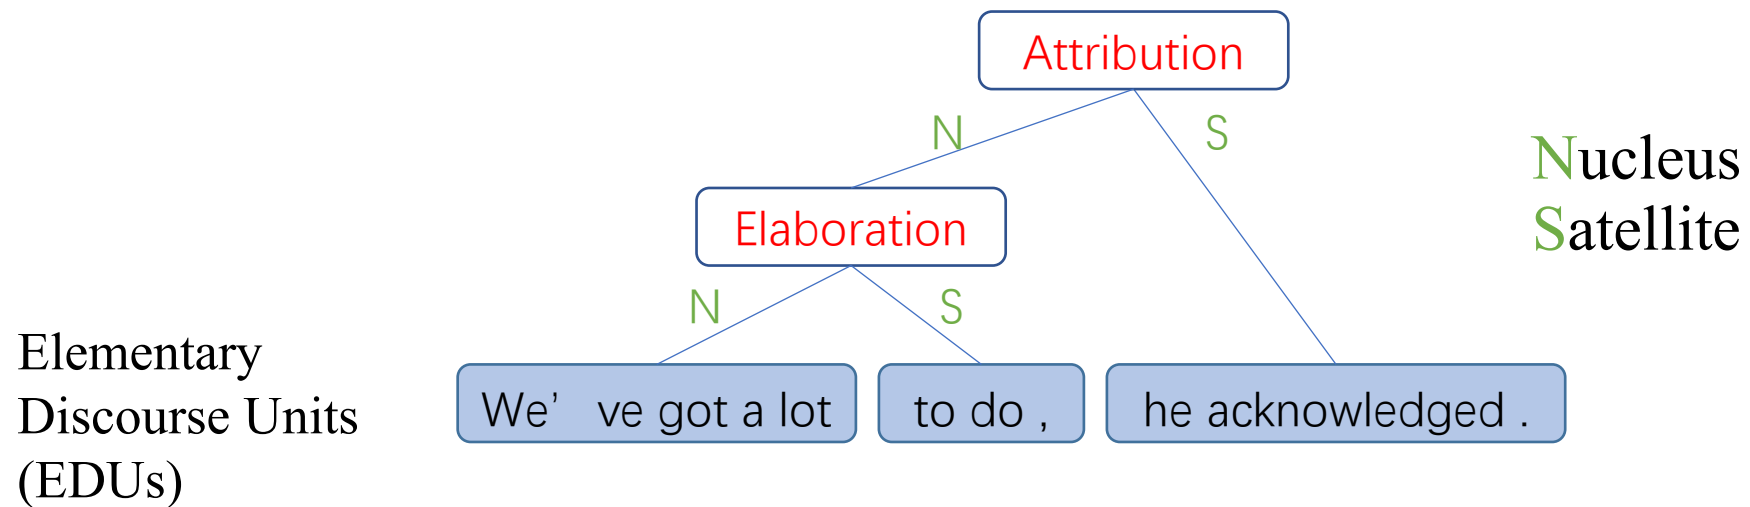 Attribution
N
S
Nucleus
Satellite
Elaboration
N
S
Elementary
Discourse Units
(EDUs)
We’ ve got a lot
to do ,
he acknowledged .